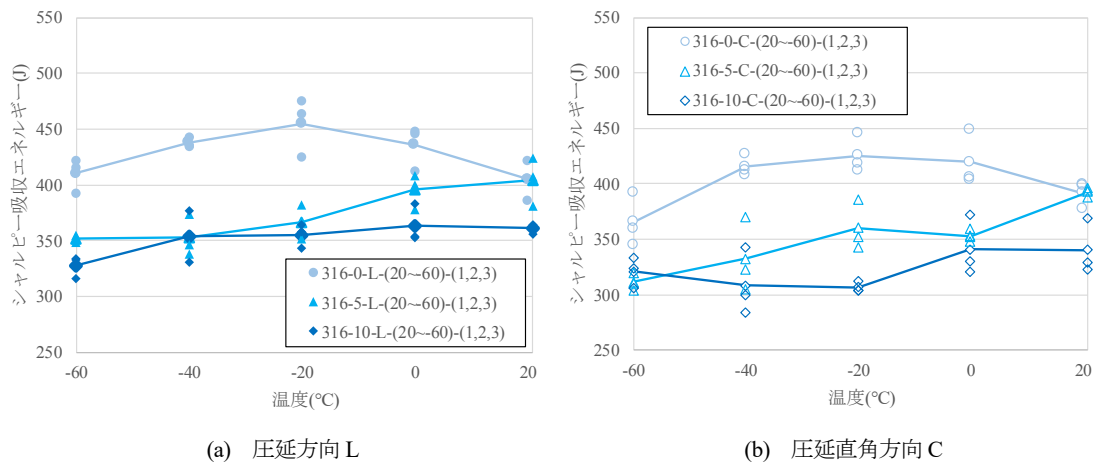 シャルピー吸収エネルギー(J)
550
500
450
400
350
300
250
-60
-40
-20
0
20
温度(℃)
316-0-L-(20~-60)-(1,2,3)
316-5-L-(20~-60)-(1,2,3)
316-10-L-(20~-60)-(1,2,3)
(a) 圧延方向 L
シャルピー吸収エネルギー(J)
550
500
450
400
350
300
250
-60
-40
-20
0
20
温度(℃)
316-0-C-(20~-60)-(1,2,3)
316-5-C-(20~-60)-(1,2,3)
316-10-C-(20~-60)-(1,2,3)
(b) 圧延直角方向 C